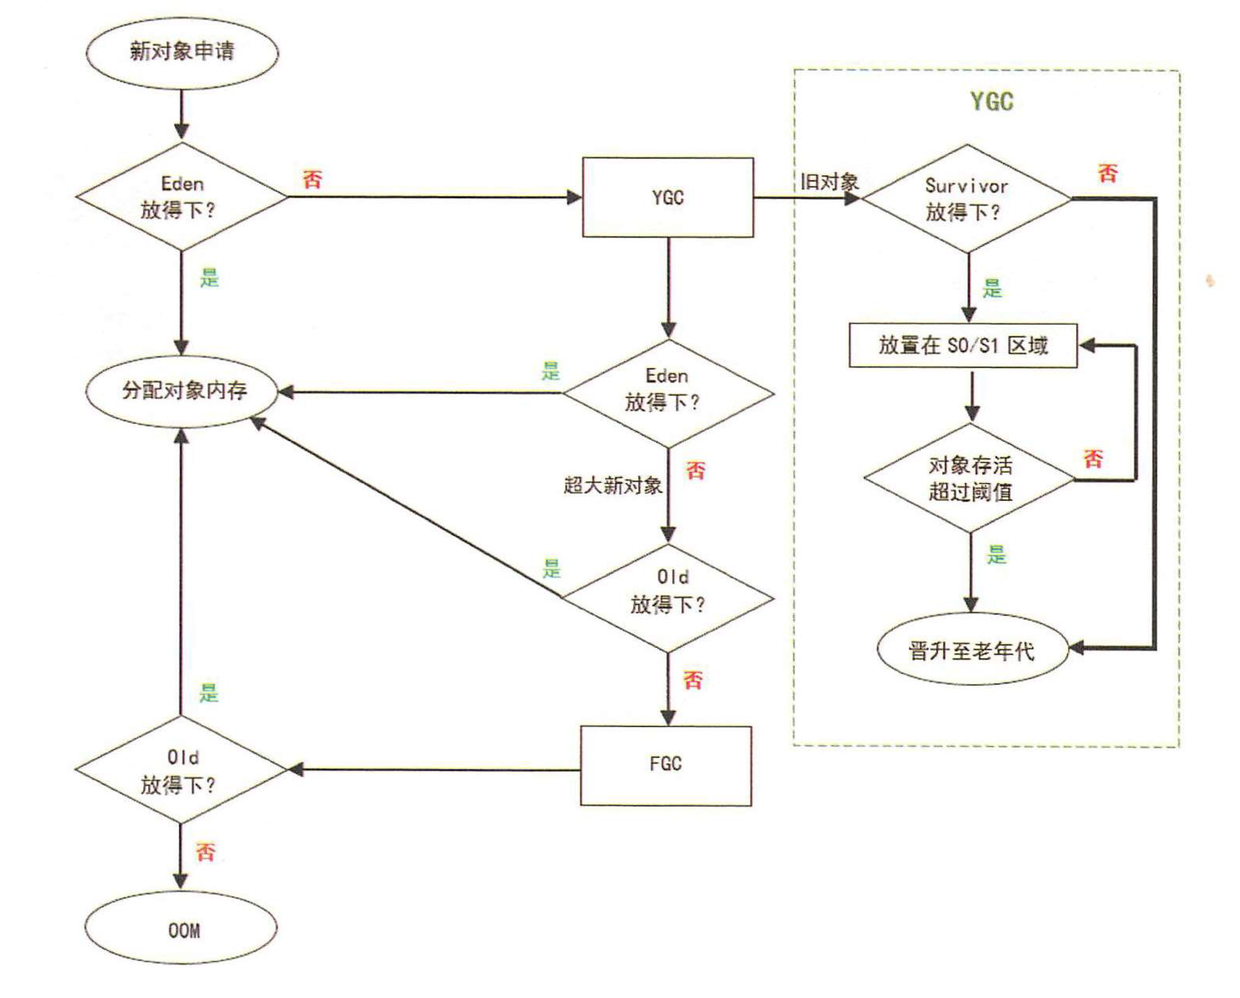 新对象申请
YGC
Eden
放得下?
否
YGC
旧对象
Survivor
放得下?
否
是
是
放置在 S0/S1 区域
分配对象内存
是
Eden
放得下?
否
超大新对象
对象存活
超过阈值
否
是
是
Old
放得下?
晋升至老年代
否
是
Old
放得下?
FGC
否
OOM